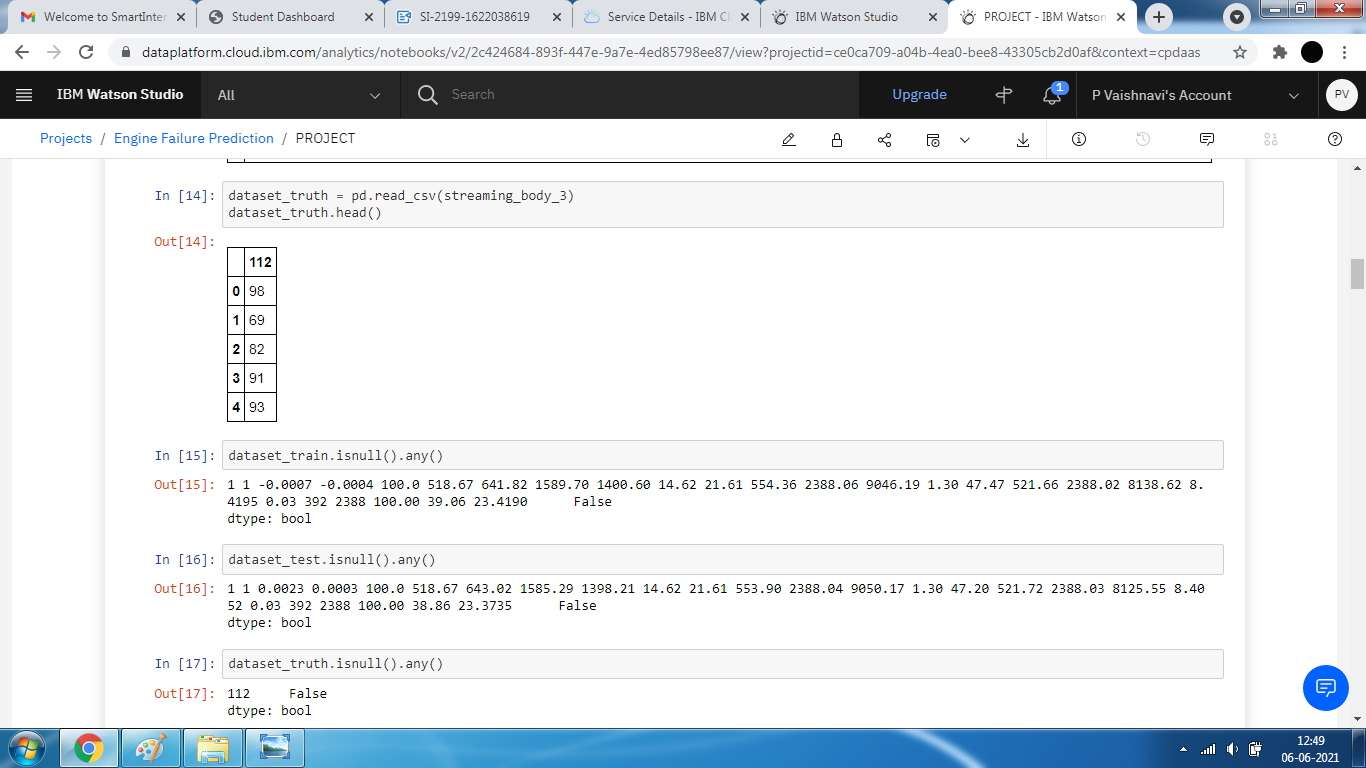 Welcome to SmartInter
Student Dashboard
SI-2199-1622038619
Service Details - IBM Cl
IBM Watson Studio
PROJECT - IBM Watson
dataplatform.cloud.ibm.com/analytics/notebooks/v2/2c424684-893f-447e-9a7e-4ed85798ee87/view?projectid=ce0ca709-a04b-4ea0-bee8-43305cb2d0af&context=cpdaas
IBM Watson Studio
All
Search
Upgrade
1
P Vaishnavi's Account
PV
Projects / Engine Failure Prediction / PROJECT
In [14]: dataset_truth = pd.read_csv(streaming_body_3)
dataset_truth.head()
Out[14]:
112
0 98
1 69
2 82
3 91
4 93
In [15]: dataset_train.isnull().any()
Out[15]: 1 1 -0.0007 -0.0004 100.0 518.67 641.82 1589.70 1400.60 14.62 21.61 554.36 2388.06 9046.19 1.30 47.47 521.66 2388.02 8138.62 8.
4195 0.03 392 2388 100.00 39.06 23.4190 False
dtype: bool
In [16]: dataset_test.isnull().any()
Out[16]: 1 1 0.0023 0.0003 100.0 518.67 643.02 1585.29 1398.21 14.62 21.61 553.90 2388.04 9050.17 1.30 47.20 521.72 2388.03 8125.55 8.40
52 0.03 392 2388 100.00 38.86 23.3735 False
dtype: bool
In [17]: dataset_truth.isnull().any()
Out[17]: 112 False
dtype: bool
12:49
06-06-2021